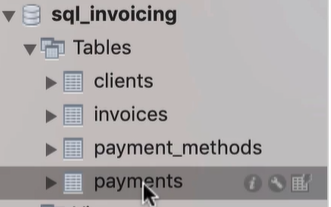 sql_invoicing
Tables
clients
invoices
payment_methods
payments